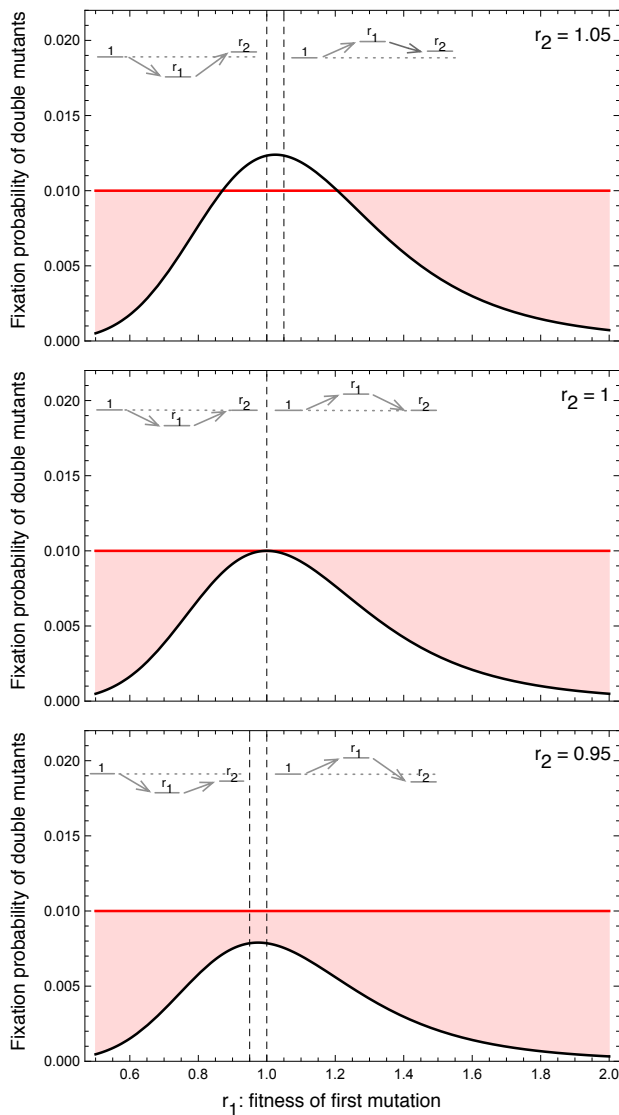 0.020
0.015
0.010
0.005
0.000
Fixation probability of double mutants
1
r1
r2
1
r1
r2
r2 = 1.05
0.020
0.015
0.010
0.005
0.000
Fixation probability of double mutants
1
r1
r2
1
r1
r2
r2 = 1
0.020
0.015
0.010
0.005
0.000
Fixation probability of double mutants
1
r1
r2
1
r1
r2
r2 = 0.95
0.6 0.8 1.0 1.2 1.4 1.6 1.8 2.0
r1: fitness of first mutation